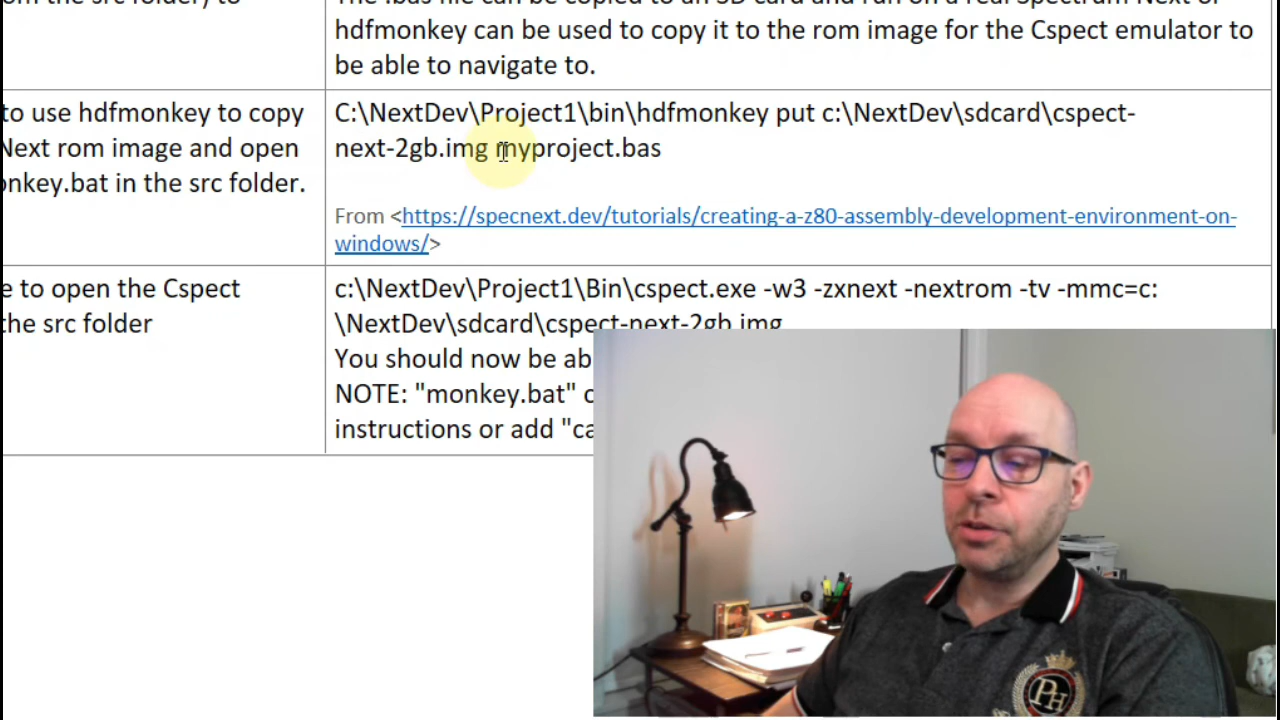 The .bas file can be copied to an SD card and run on a real Spectrum Next or
hdfmonkey can be used to copy it to the rom image for the Cspect emulator to
be able to navigate to.
to use hdfmonkey to copy
Next rom image and open
onkey.bat in the src folder.
C:\NextDev\Project1\bin\hdfmonkey put c:\NextDev\sdcard\cspect-
next-2gb.img myproject.bas
From <https://specnext.dev/tutorials/creating-a-z80-assembly-development-environment-on-
windows/>
e to open the Cspect
the src folder
c:\NextDev\Project1\Bin\cspect.exe -w3 -zxnext -nextrom -tv -mmc=c:
\NextDev\sdcard\cspect-next-2gb.img
You should now be ab
NOTE: "monkey.bat" c
instructions or add "ca
PH